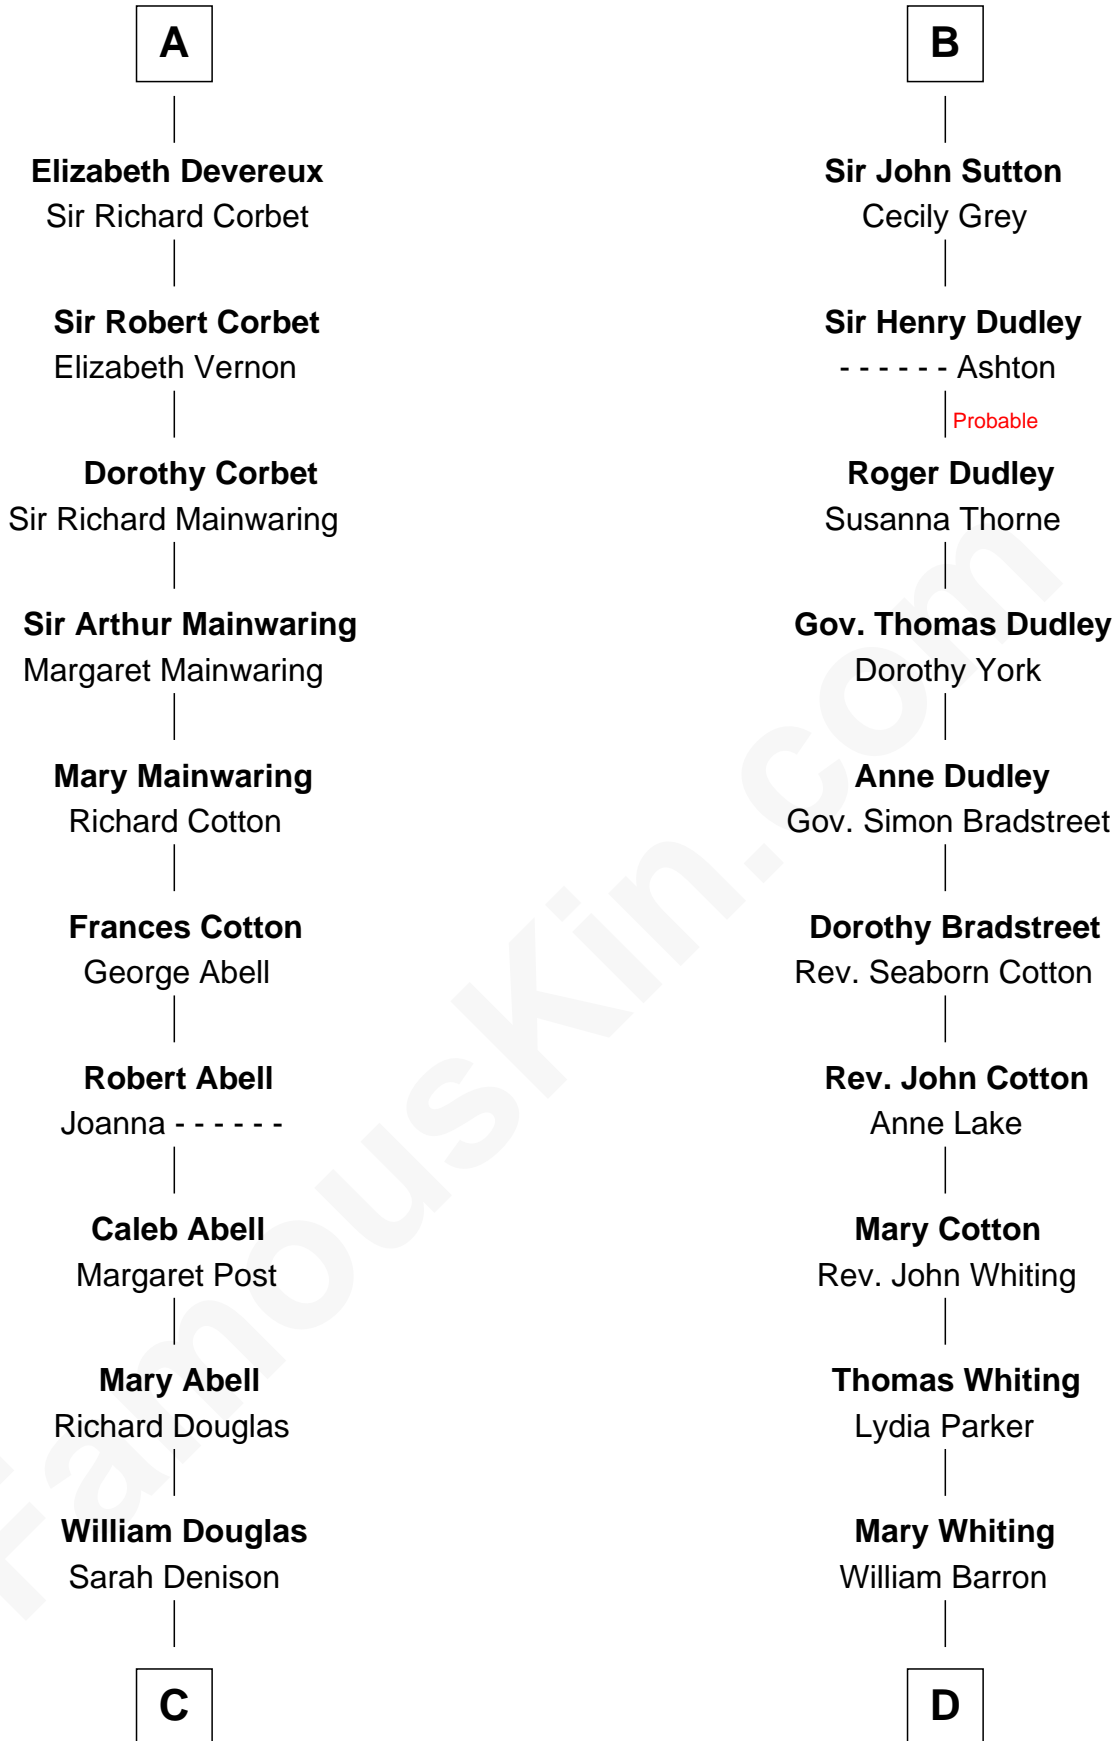 A
Elizabeth Devereux
Sir Richard Corbet
Sir Robert Corbet
Elizabeth Vernon
Dorothy Corbet
Sir Richard Mainwaring
Sir Arthur Mainwaring
Margaret Mainwaring
Mary Mainwaring
Richard Cotton
Frances Cotton
George Abell
Robert Abell
Joanna - - - - - -
Caleb Abell
Margaret Post
Mary Abell
Richard Douglas
William Douglas
Sarah Denison
C
B
Sir John Sutton
Cecily Grey
Sir Henry Dudley
- - - - - - Ashton
Probable
Roger Dudley
Susanna Thorne
Gov. Thomas Dudley
Dorothy York
Anne Dudley
Gov. Simon Bradstreet
Dorothy Bradstreet
Rev. Seaborn Cotton
Rev. John Cotton
Anne Lake
Mary Cotton
Rev. John Whiting
Thomas Whiting
Lydia Parker
Mary Whiting
William Barron
D
FamousKin.com